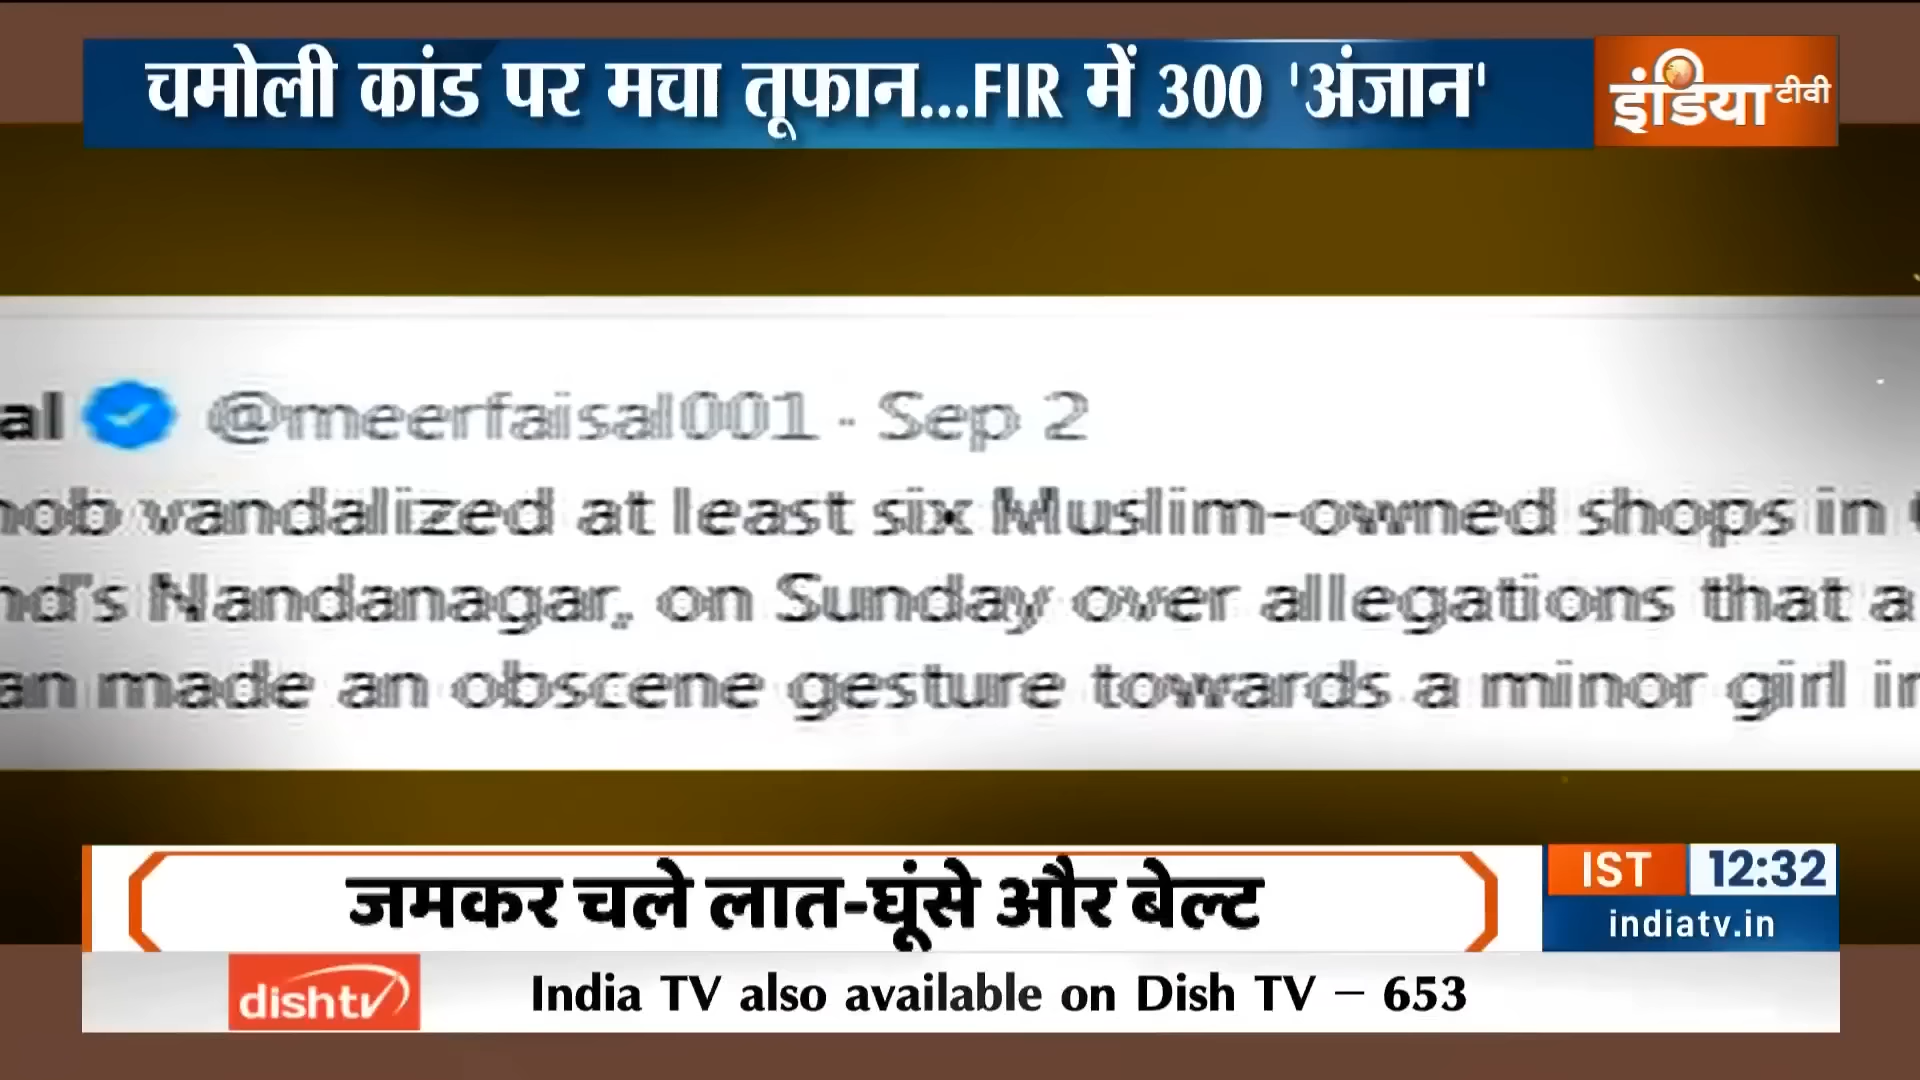 चमोली कांड पर मचा तूफान...FIR में 300 'अंजान'
इंडिया टीवी
al @meerfaisal001 · Sep 2
mob vandalized at least six Muslim-owned shops in
nd's Nandanagar, on Sunday over allegations that a
an made an obscene gesture towards a minor girl in
जमकर चले लात-घूंसे और बेल्ट
IST 12:32
indiatv.in
dishtv
India TV also available on Dish TV – 653